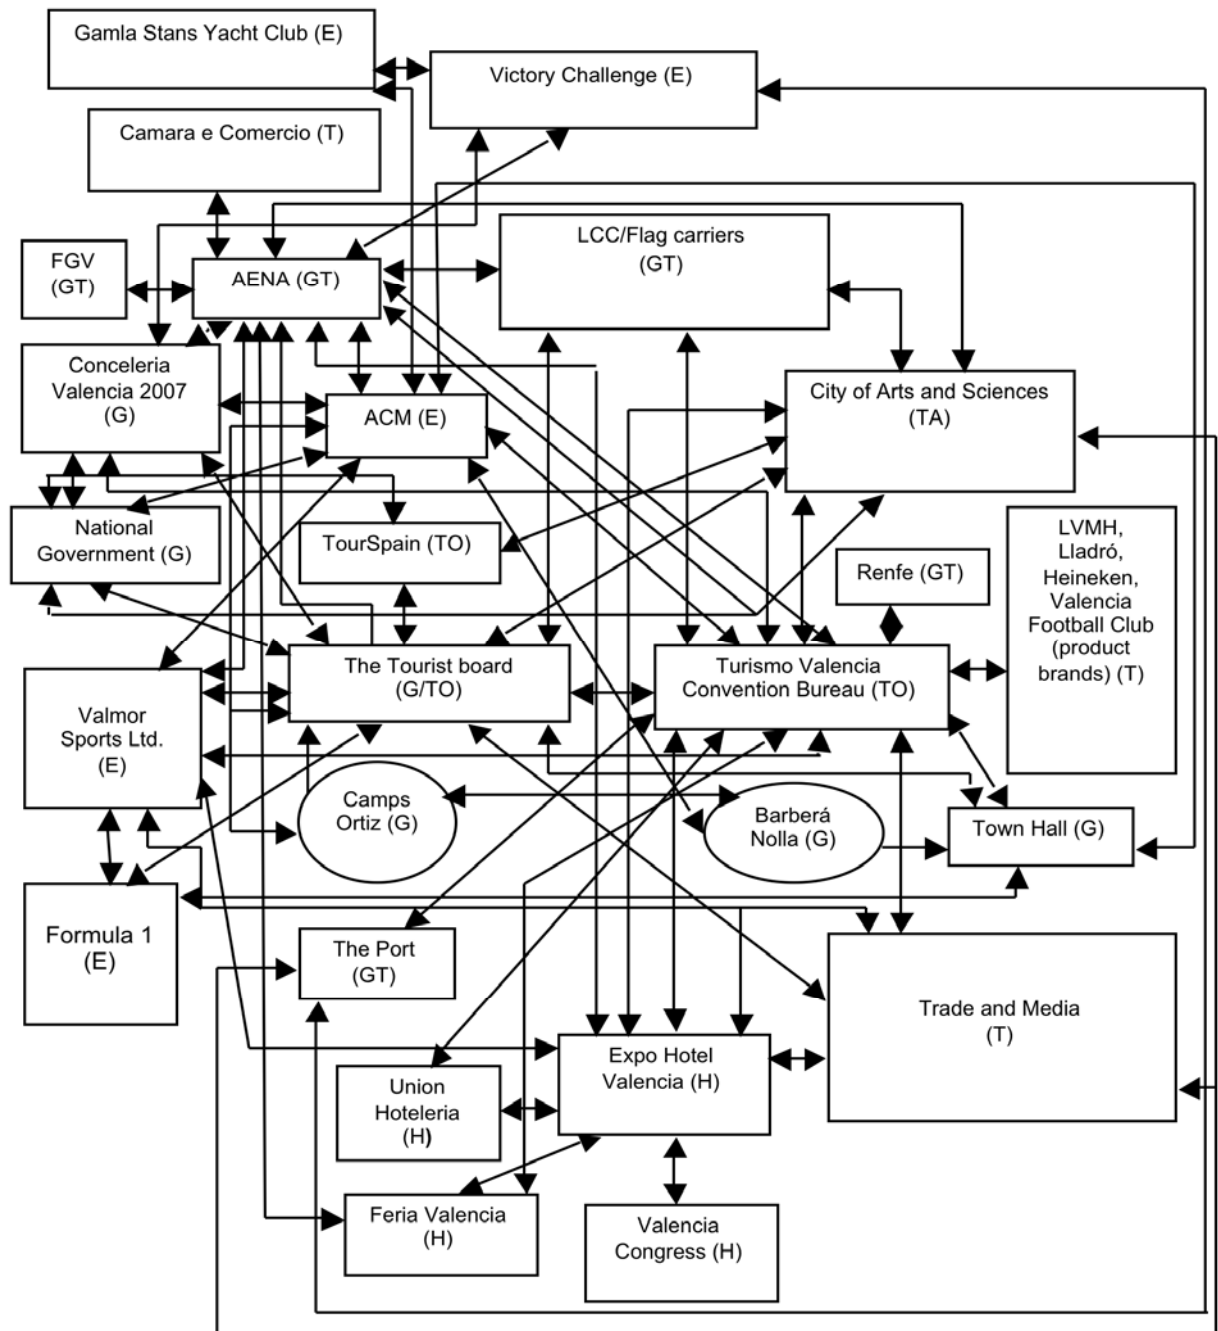 Gamla Stans Yacht Club (E)
Victory Challenge (E)
Camara e Comercio (T)
LCC/Flag carriers
(GT)
FGV
(GT)
AENA (GT)
Conceleria
Valencia 2007
(G)
ACM (E)
City of Arts and Sciences
(TA)
National
Government (G)
TourSpain (TO)
Renfe (GT)
LVMH,
Lladró,
Heineken,
Valencia
Football Club
(product
brands) (T)
The Tourist board
(G/TO)
Turismo Valencia
Convention Bureau (TO)
Valmor
Sports Ltd.
(E)
Camps
Ortiz (G)
Barberá
Nolla (G)
Town Hall (G)
Formula 1
(E)
The Port
(GT)
Trade and Media
(T)
Expo Hotel
Valencia (H)
Union
Hoteleria
(H)
Feria Valencia
(H)
Valencia
Congress (H)